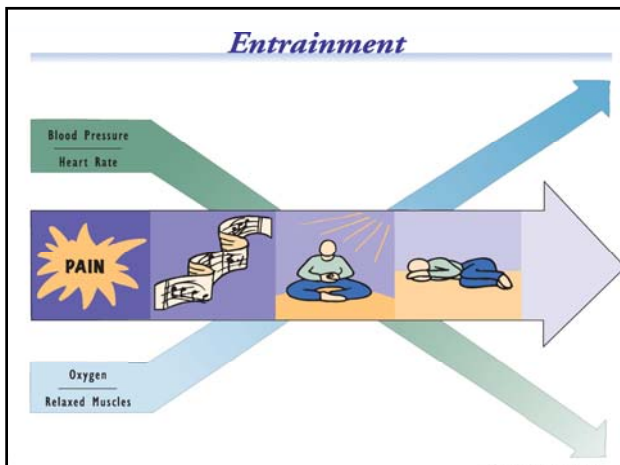 Entrainment
Blood Pressure
Heart Rate
PAIN
Oxygen
Relaxed Muscles